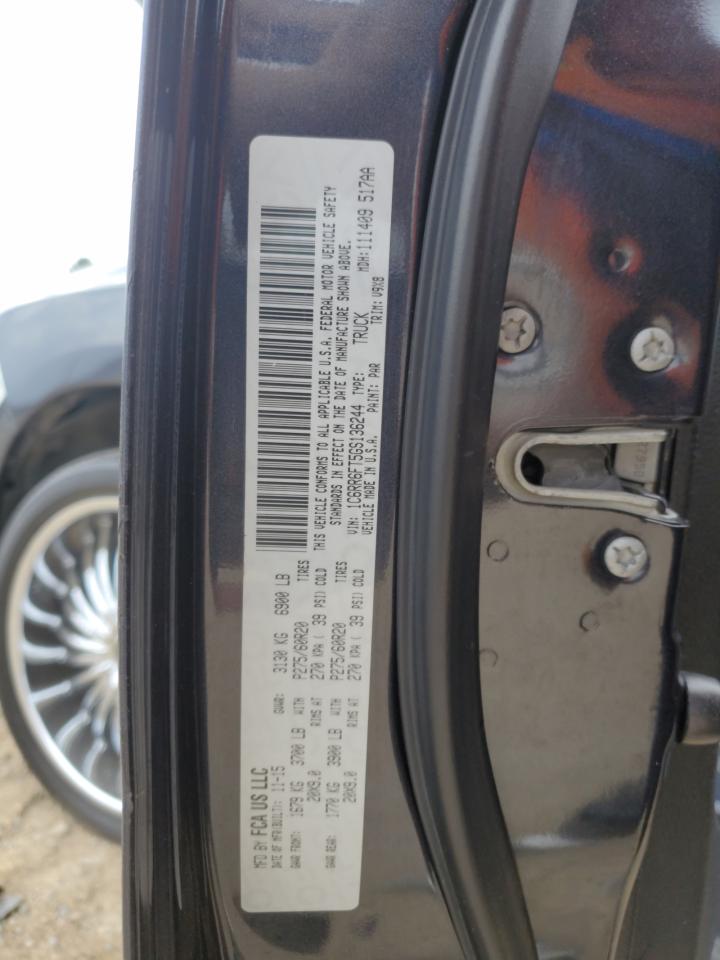 MFD BY FCA US LLC
DATE OF MFR(BUILT): 11-15 GVWR: 3130 KG 6900 LB
GAWR FRONT: 1679 KG 3700 LB WITH P275/60R20 TIRES
20X9.0 RIMS AT 270 KPA ( 39 PSI) COLD
GAWR REAR: 1770 KG 3900 LB WITH P275/60R20 TIRES
20X9.0 RIMS AT 270 KPA ( 39 PSI) COLD
THIS VEHICLE CONFORMS TO ALL APPLICABLE U.S.A. FEDERAL MOTOR VEHICLE SAFETY
STANDARDS IN EFFECT ON THE DATE OF MANUFACTURE SHOWN ABOVE.
VIN: 1C6RR6FT5GS136244 TYPE: TRUCK MDH:111409 517AA
VEHICLE MADE IN U.S.A. PAINT: PAR TRIM: V9X8